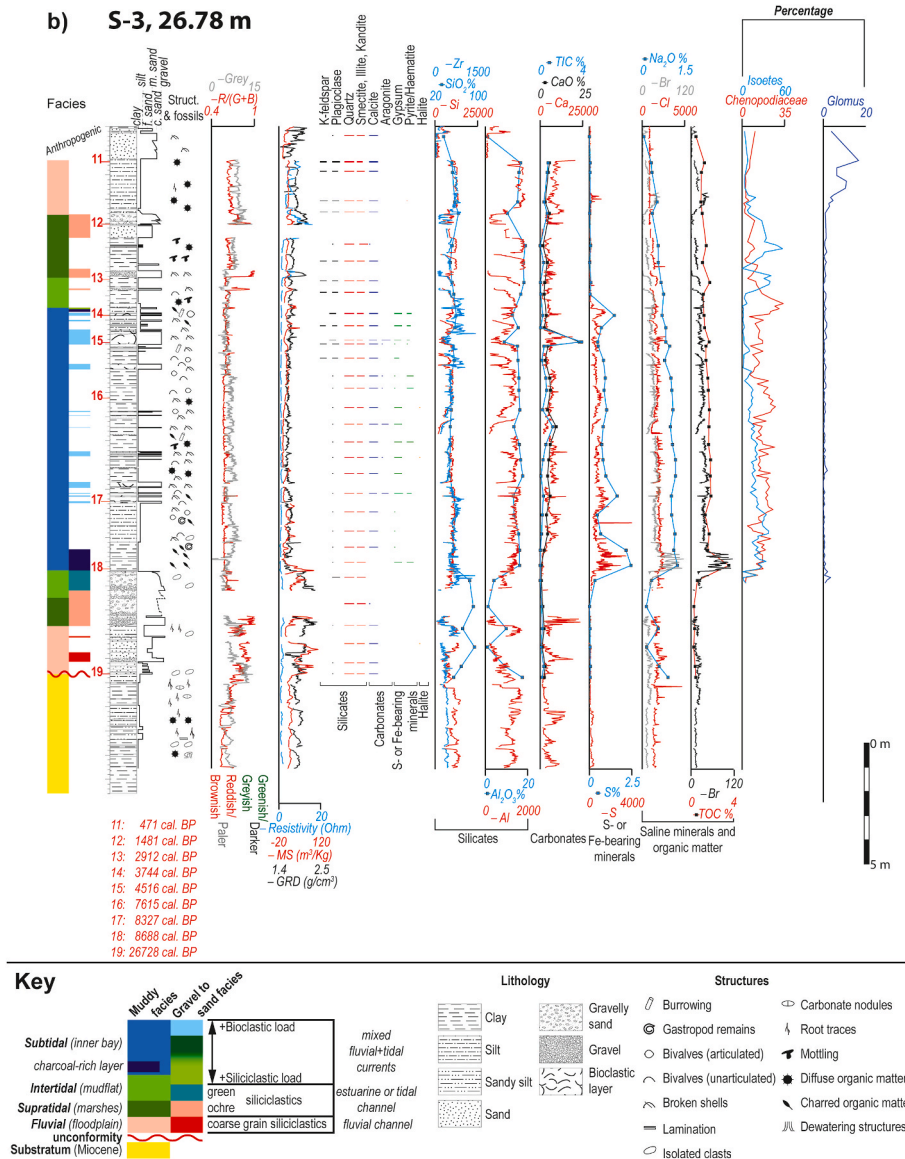 b) S-3, 26.78 m
Facies
Anthropogenic
clay
silt
f. sand
m. sand
c. sand
gravel
Struct.
& fossils
–Grey
0 15
–R/(G+B)
0.4 1
K-feldspar
Plagioclase
Quartz
Smectite, Illite, Kandite
Calcite
Aragonite
Gypsum
Pyrite/Haematite
Halite
–Zr
0 1500
SiO2%
20 100
–Si
0 25000
TIC %
0 4
CaO %
0 25
–Ca
0 25000
Na2O %
0 1.5
–Br
0 120
–Cl
0 5000
Percentage
Isoetes
0 60
Chenopodiaceae
0 35
Glomus
0 20
11
12
13
14
15
16
17
18
19
Brownish
Reddish/
Greyish
Greenish/
Paler
Darker
0 20
–Resistivity (Ohm)
-20 120
–MS (m3/Kg)
1.4 2.5
–GRD (g/cm3)
Silicates
Carbonates
S- or Fe-bearing
minerals
Halite
0 20
Al2O3%
–Al
0 2000
Silicates
Carbonates
0 2.5
S%
–S
0 4000
S- or
Fe-bearing
minerals
0 120
–Br
0 4
TOC %
Saline minerals and
organic matter
0 m
5 m
11: 471 cal. BP
12: 1481 cal. BP
13: 2912 cal. BP
14: 3744 cal. BP
15: 4516 cal. BP
16: 7615 cal. BP
17: 8327 cal. BP
18: 8688 cal. BP
19: 26728 cal. BP
Key
Muddy
facies
Gravel to
sand facies
Subtidal (inner bay)
charcoal-rich layer
Intertidal (mudflat)
Supratidal (marshes)
Fluvial (floodplain)
unconformity
Substratum (Miocene)
+Bioclastic load
+Siliciclastic load
green
ochre
siliciclastics
coarse grain siliciclastics
mixed
fluvial+tidal
currents
estuarine or tidal
channel
fluvial channel
Lithology
Clay
Silt
Sandy silt
Sand
Gravelly
sand
Gravel
Bioclastic
layer
Structures
Burrowing
Gastropod remains
Bivalves (articulated)
Bivalves (unarticulated)
Broken shells
Lamination
Isolated clasts
Carbonate nodules
Root traces
Mottling
Diffuse organic matter
Charred organic matte
Dewatering structures